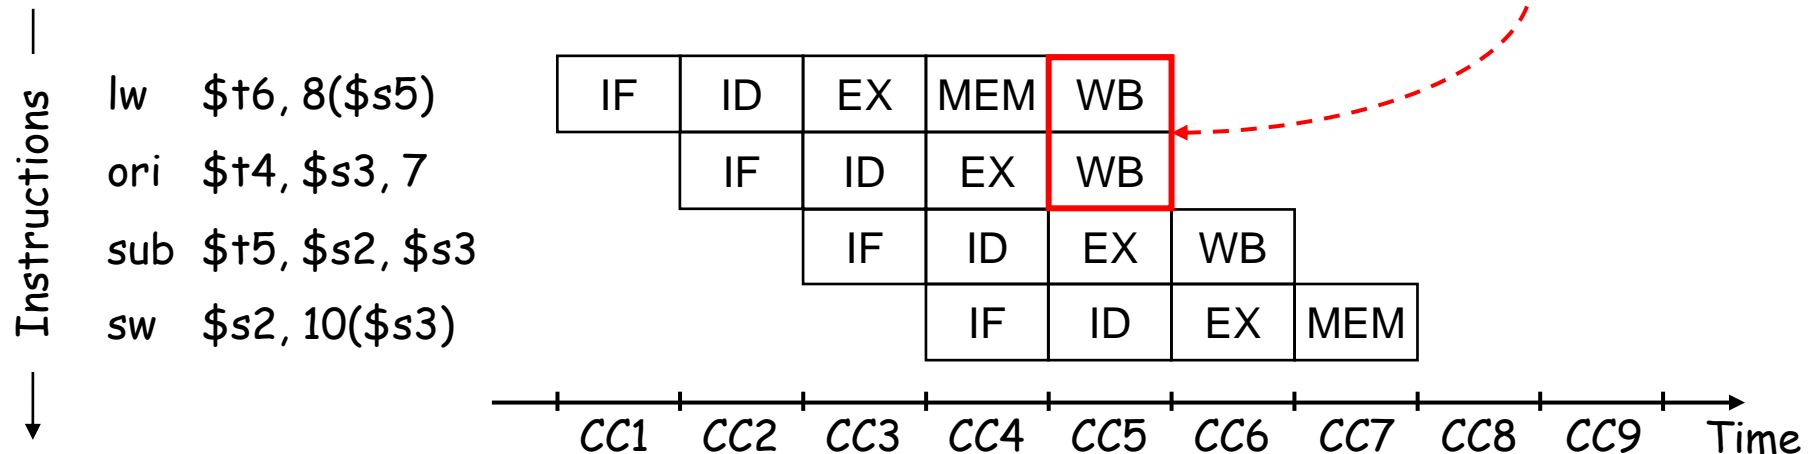 Instructions
lw $t6, 8($s5) IF ID EX MEM WB
ori $t4, $s3, 7 IF ID EX WB
sub $t5, $s2, $s3 IF ID EX WB
sw $s2, 10($s3) IF ID EX MEM
CC1 CC2 CC3 CC4 CC5 CC6 CC7 CC8 CC9 Time